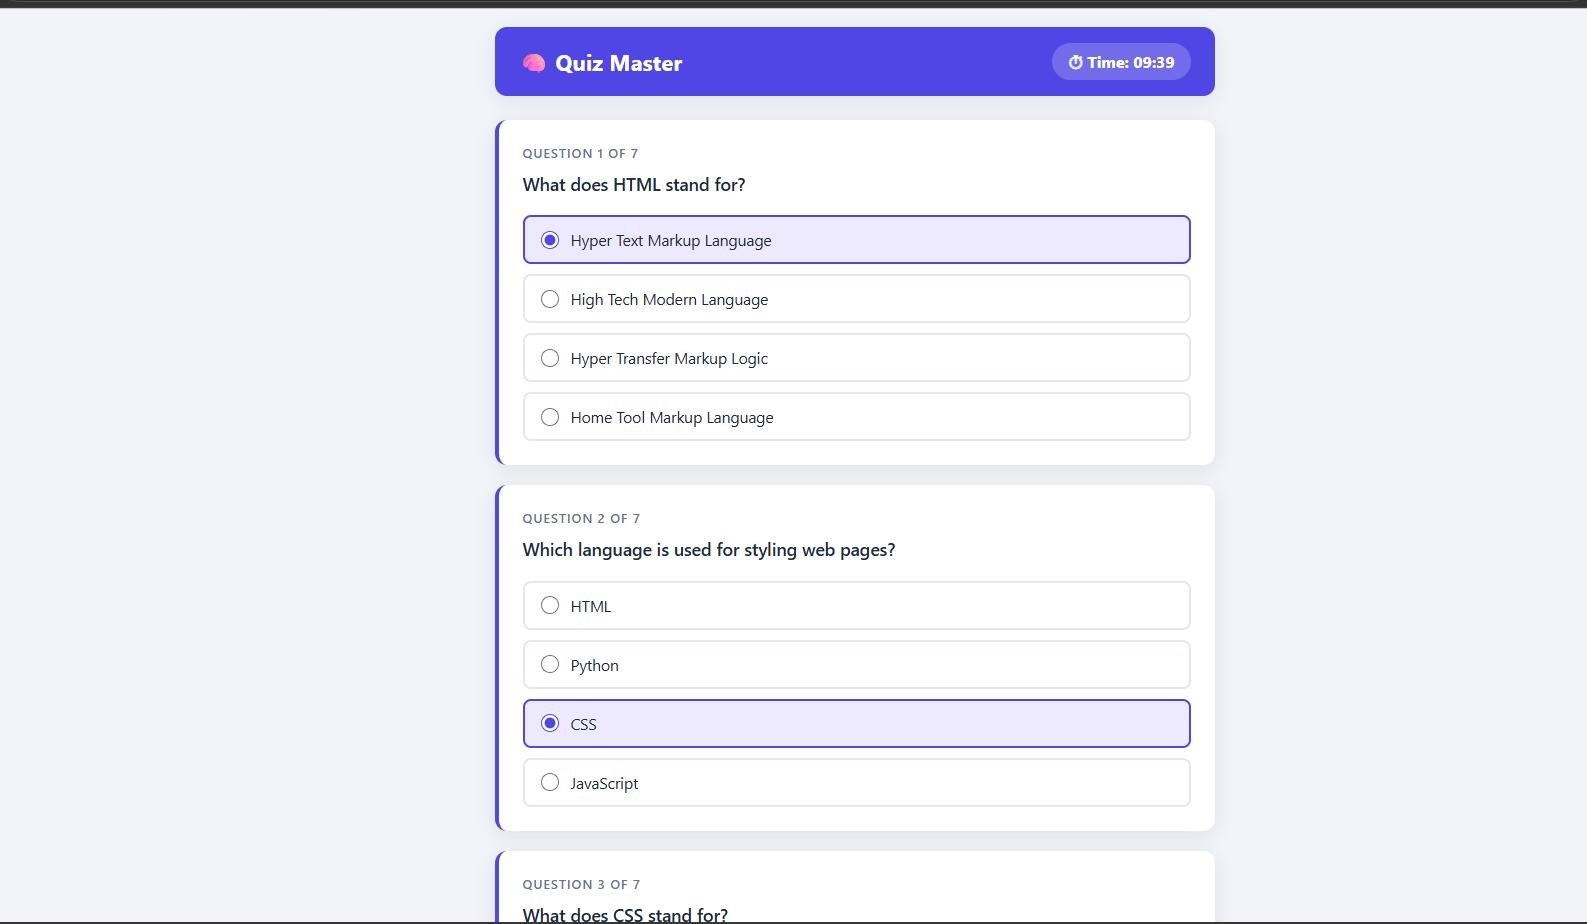 🧠 Quiz Master
⏱ Time: 09:39
QUESTION 1 OF 7
What does HTML stand for?
Hyper Text Markup Language
High Tech Modern Language
Hyper Transfer Markup Logic
Home Tool Markup Language
QUESTION 2 OF 7
Which language is used for styling web pages?
HTML
Python
CSS
JavaScript
QUESTION 3 OF 7
What does CSS stand for?